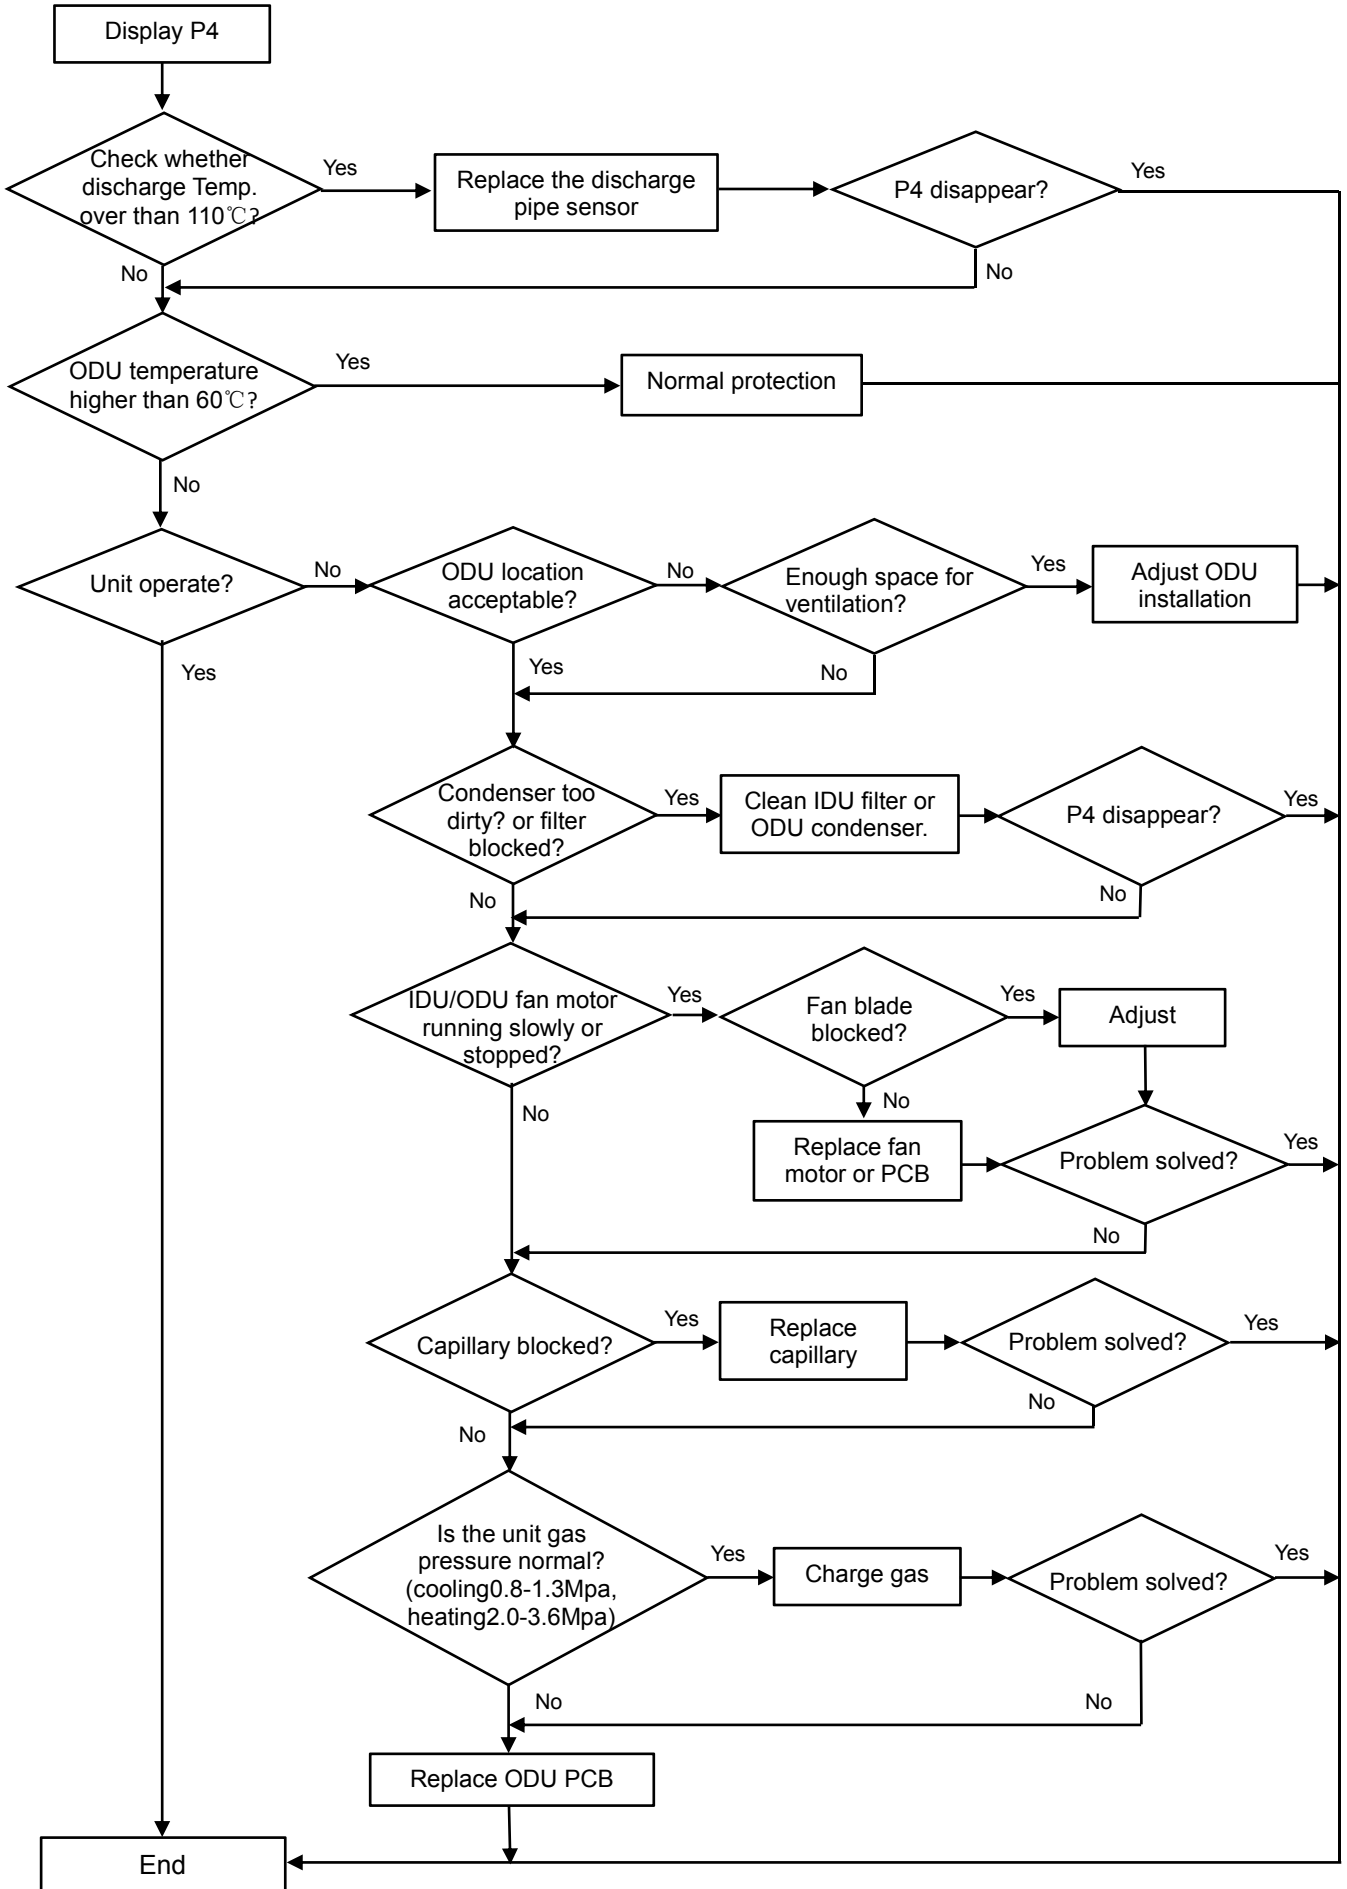 Display P4
Check whether
discharge Temp.
over than 110℃?
Yes
Replace the discharge
pipe sensor
P4 disappear?
Yes
No
No
ODU temperature
higher than 60℃?
Yes
Normal protection
No
Unit operate?
No
ODU location
acceptable?
No
Enough space for
ventilation?
Yes
Adjust ODU
installation
Yes
Yes
No
Condenser too
dirty? or filter
blocked?
Yes
Clean IDU filter or
ODU condenser.
P4 disappear?
Yes
No
No
IDU/ODU fan motor
running slowly or
stopped?
Yes
Fan blade
blocked?
Yes
Adjust
No
No
Replace fan
motor or PCB
Problem solved?
Yes
No
Capillary blocked?
Yes
Replace
capillary
Problem solved?
Yes
No
No
Is the unit gas
pressure normal?
(cooling0.8-1.3Mpa,
heating2.0-3.6Mpa)
Yes
Charge gas
Problem solved?
Yes
No
No
Replace ODU PCB
End